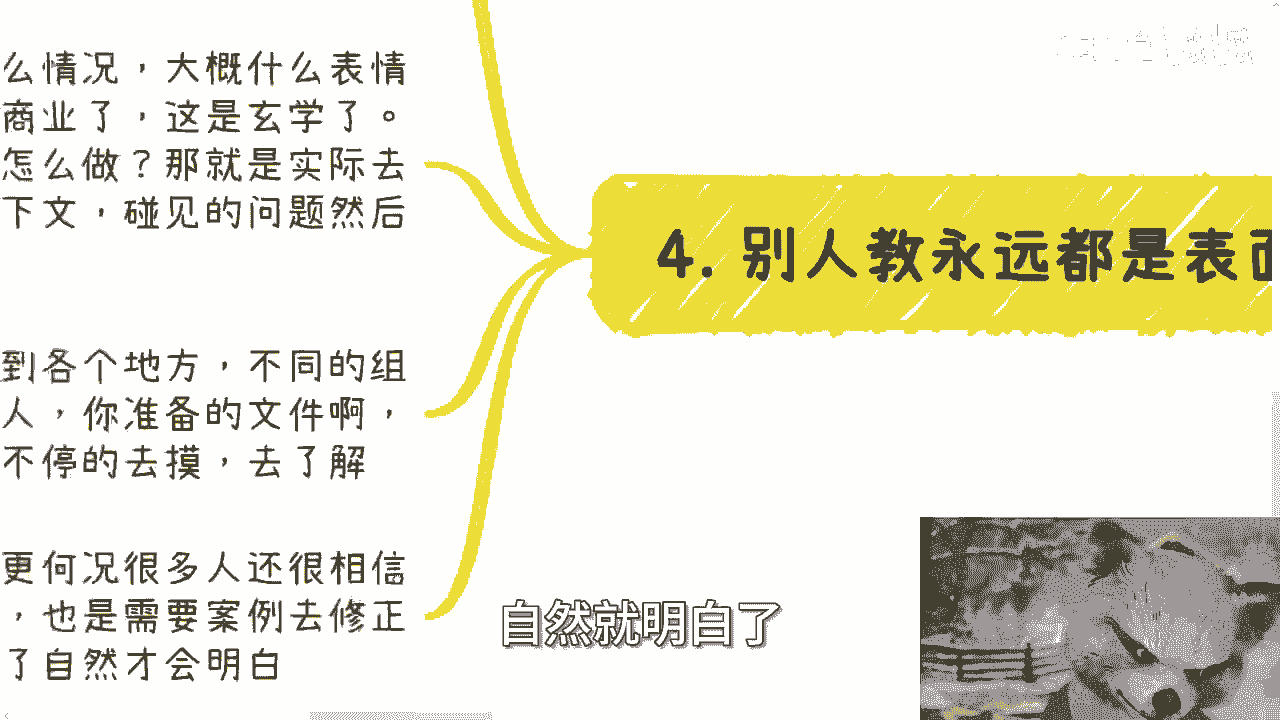 么情况，大概什么表情
商业了，这是玄学了。
怎么做？那就是实际去
下文，碰见的问题然后
4. 别人教永远都是表面
到各个地方，不同的组
人，你准备的文件啊，
不停的去摸，去了解
更何况很多人还很相信
，也是需要案例去修正
了自然才会明白
自然就明白了